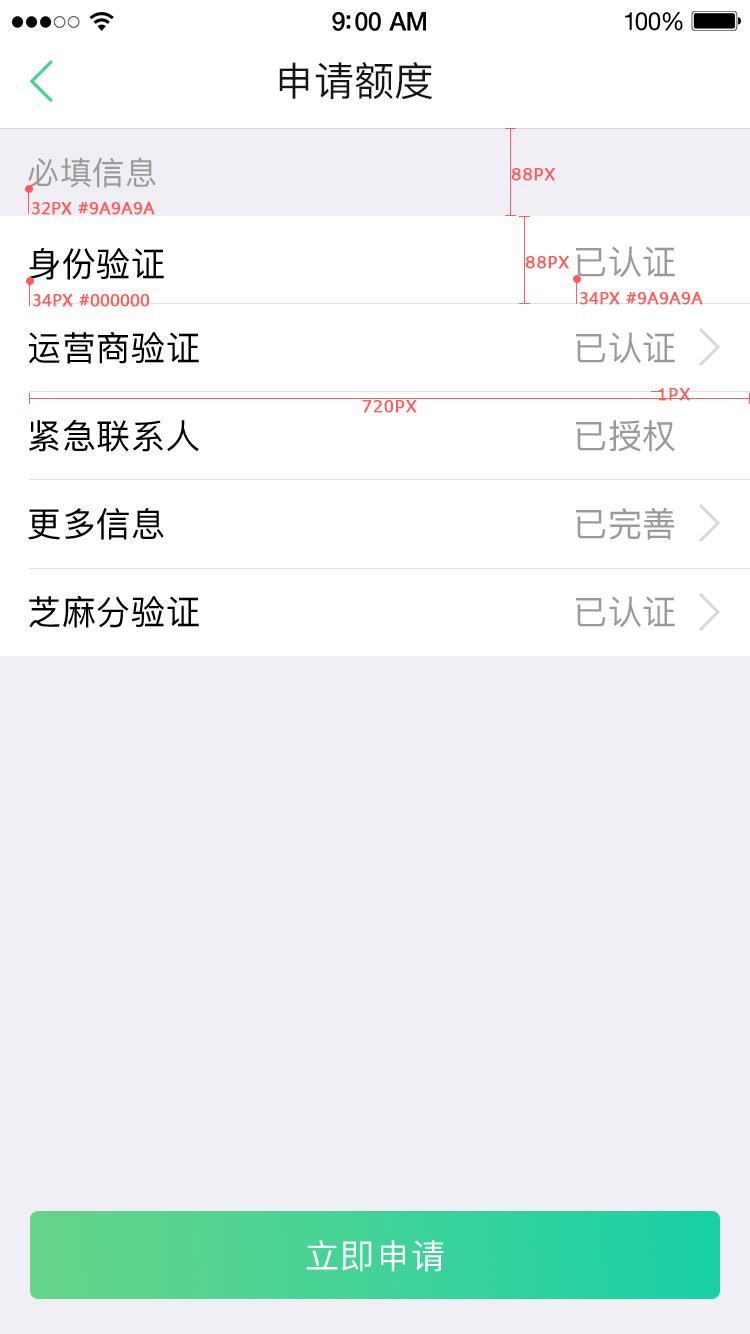 9:00 AM 100%
申请额度
必填信息
88PX
32PX #9A9A9A
身份验证 88PX 已认证
34PX #000000 34PX #9A9A9A
运营商验证 已认证
1PX
720PX
紧急联系人 已授权
更多信息 已完善
芝麻分验证 已认证
立即申请